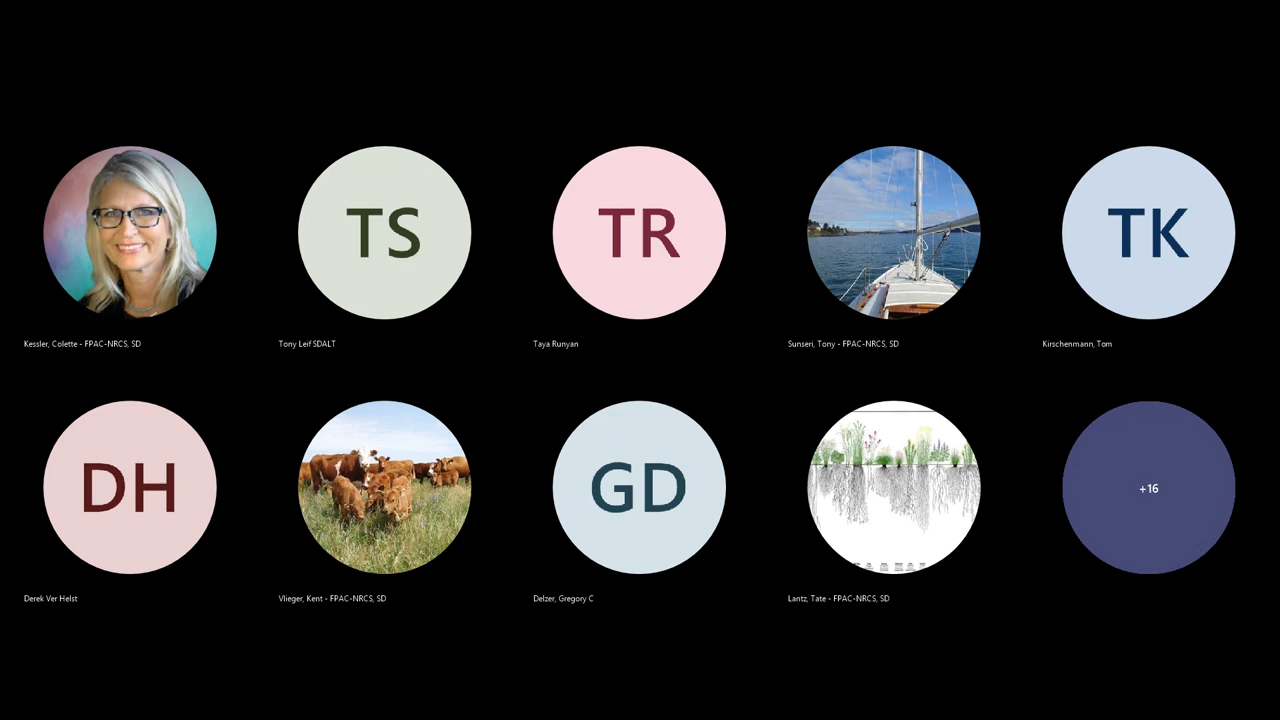 TS
TR
TK
Kessler, Colette - FPAC-NRCS, SD
Tony Leif SDALT
Taya Runyan
Sunseri, Tony - FPAC-NRCS, SD
Kirschenmann, Tom
DH
GD
+16
Derek Ver Helst
Vlieger, Kent - FPAC-NRCS, SD
Delzer, Gregory C
Lantz, Tate - FPAC-NRCS, SD